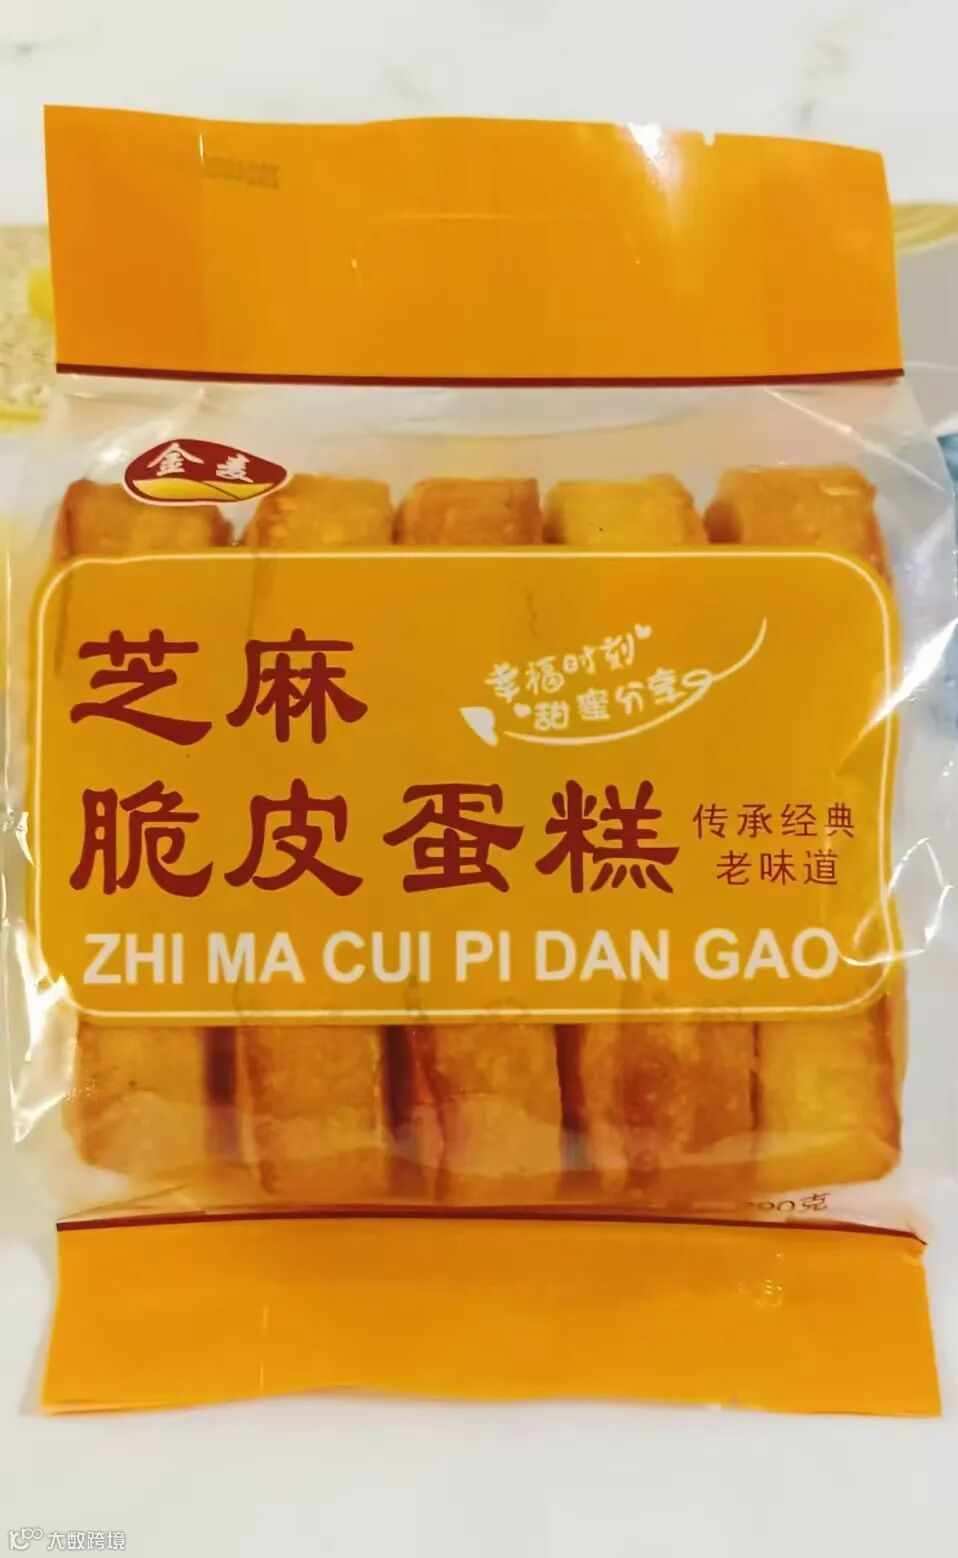 金麦
芝麻
幸福时刻
甜蜜分享
脆皮蛋糕
传承经典
老味道
ZHI MA CUI PI DAN GAO
大数跨境